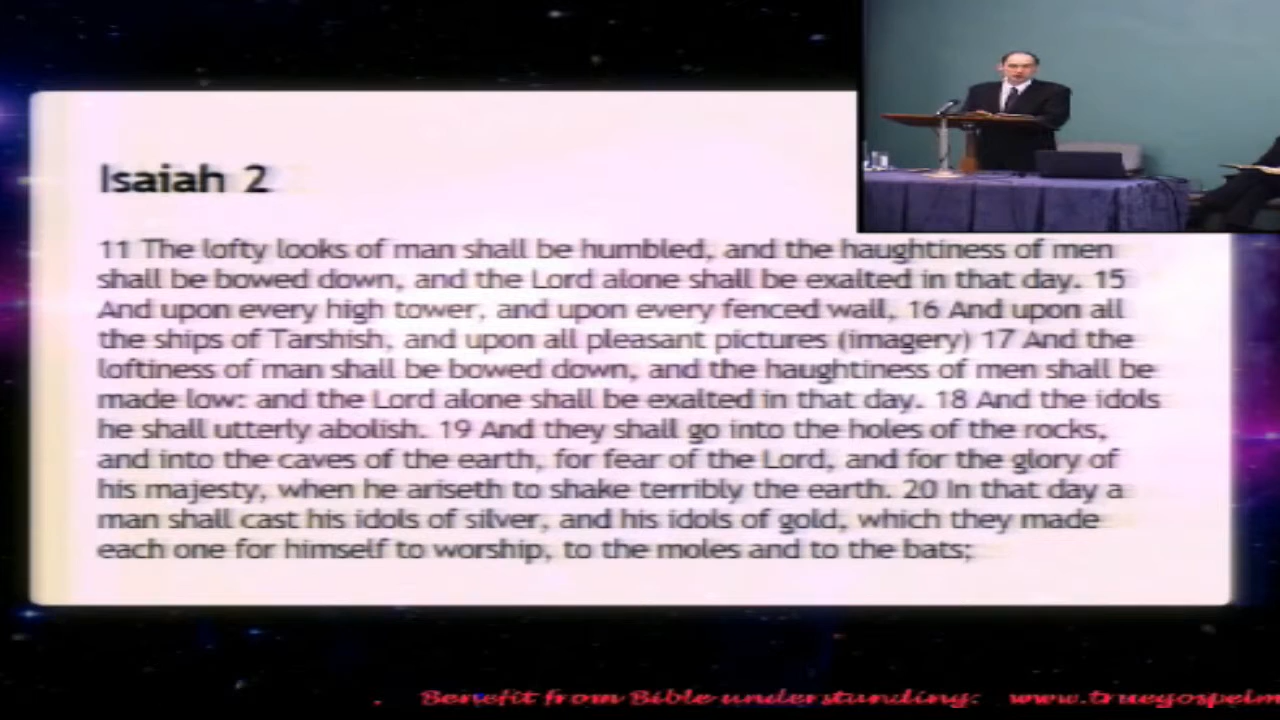 Isaiah 2
11 The lofty looks of man shall be humbled, and the haughtiness of men
shall be bowed down, and the Lord alone shall be exalted in that day. 15
And upon every high tower, and upon every fenced wall, 16 And upon all
the ships of Tarshish, and upon all pleasant pictures (imagery) 17 And the
loftiness of man shall be bowed down, and the haughtiness of men shall be
made low: and the Lord alone shall be exalted in that day. 18 And the idols
he shall utterly abolish. 19 And they shall go into the holes of the rocks,
and into the caves of the earth, for fear of the Lord, and for the glory of
his majesty, when he ariseth to shake terribly the earth. 20 In that day a
man shall cast his idols of silver, and his idols of gold, which they made
each one for himself to worship, to the moles and to the bats;
. Benefit from Bible understanding: www.truegospelm